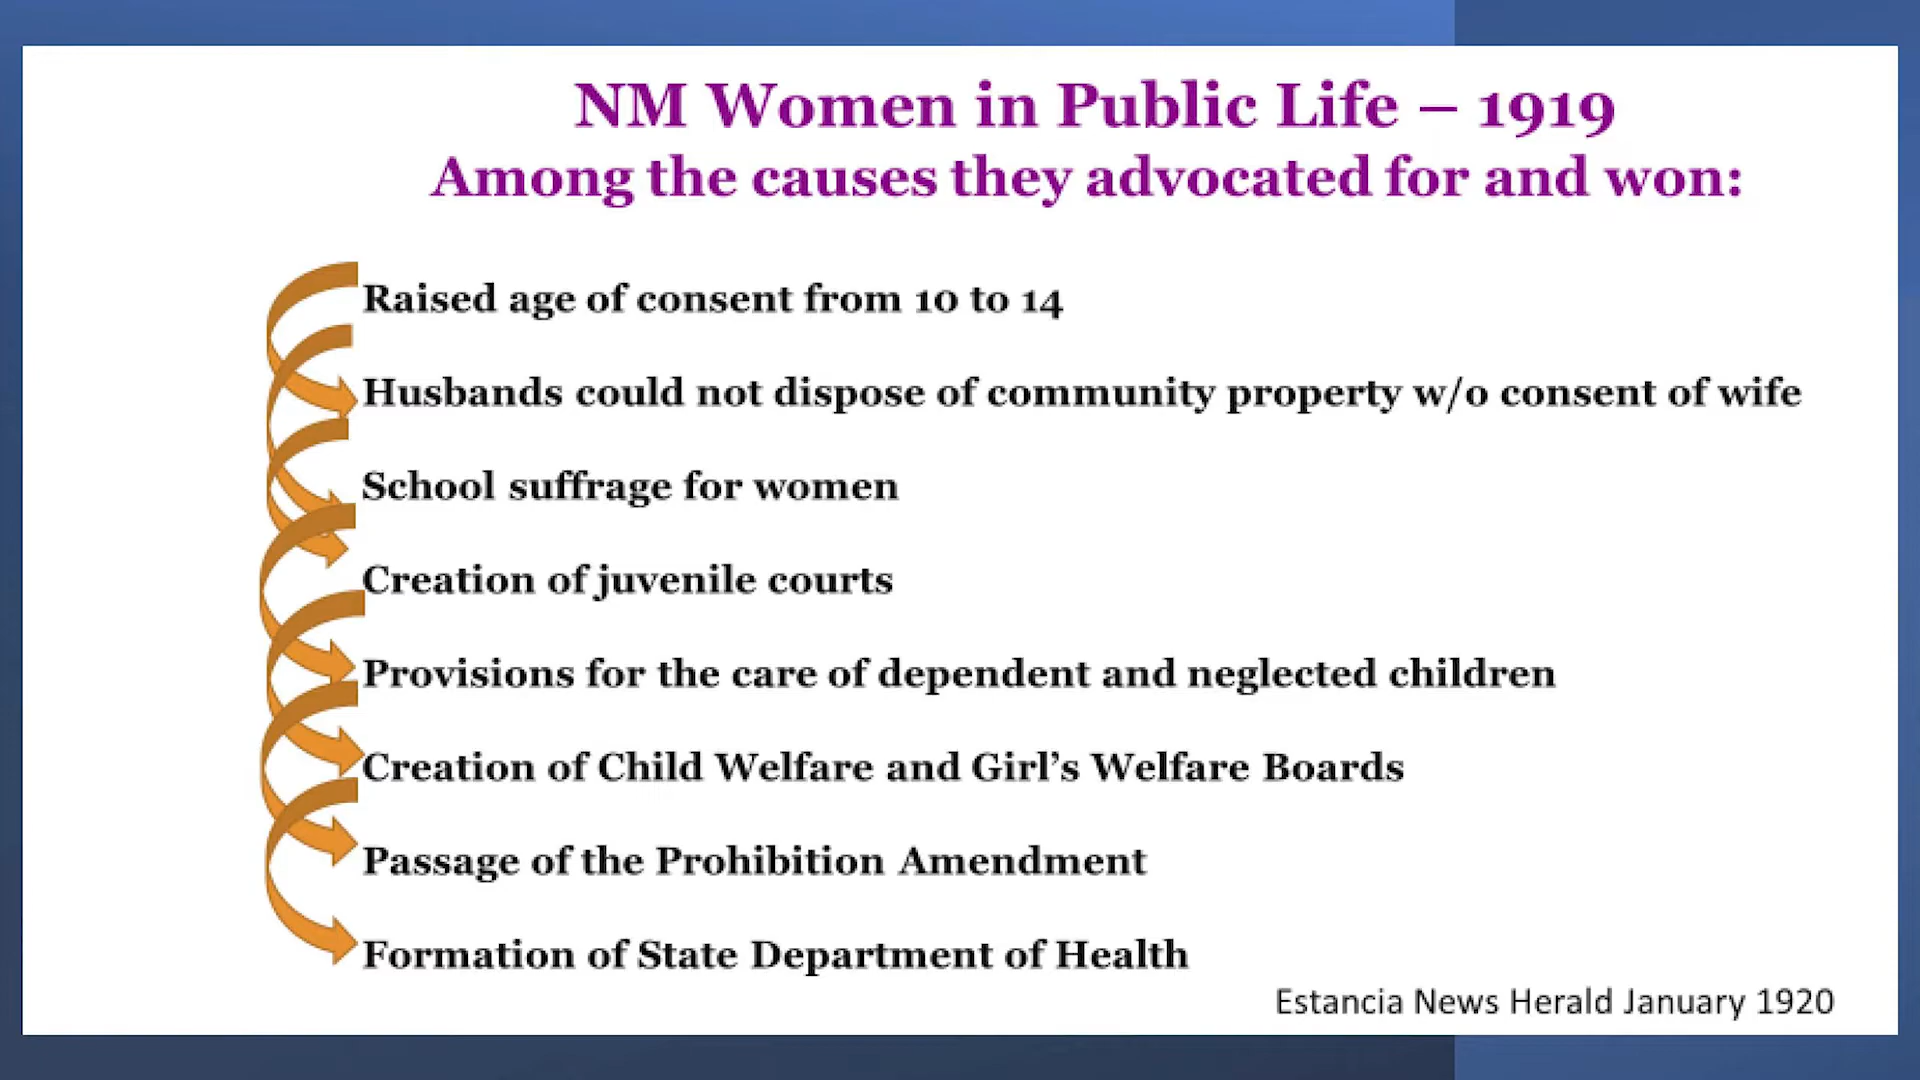 NM Women in Public Life – 1919
Among the causes they advocated for and won:
Raised age of consent from 10 to 14
Husbands could not dispose of community property w/o consent of wife
School suffrage for women
Creation of juvenile courts
Provisions for the care of dependent and neglected children
Creation of Child Welfare and Girl’s Welfare Boards
Passage of the Prohibition Amendment
Formation of State Department of Health
Estancia News Herald January 1920